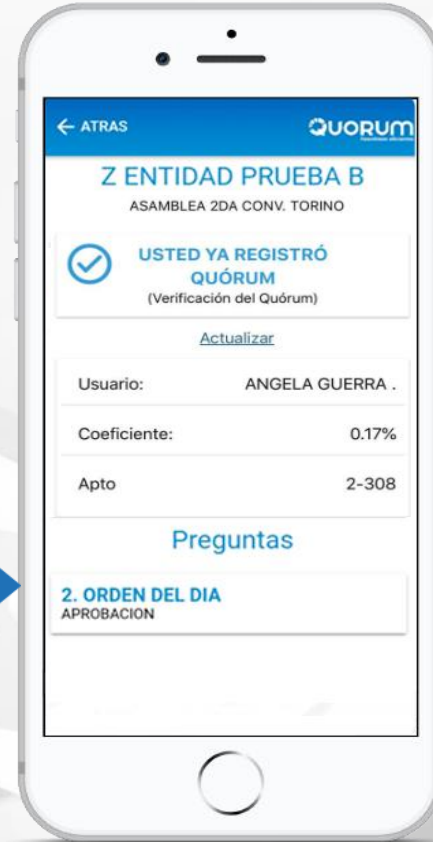 ← ATRAS
QUORUM
Z ENTIDAD PRUEBA B
ASAMBLEA 2DA CONV. TORINO
USTED YA REGISTRÓ
QUÓRUM
(Verificación del Quórum)
Actualizar
Usuario: ANGELA GUERRA .
Coeficiente: 0.17%
Apto 2-308
Preguntas
2. ORDEN DEL DIA
APROBACION